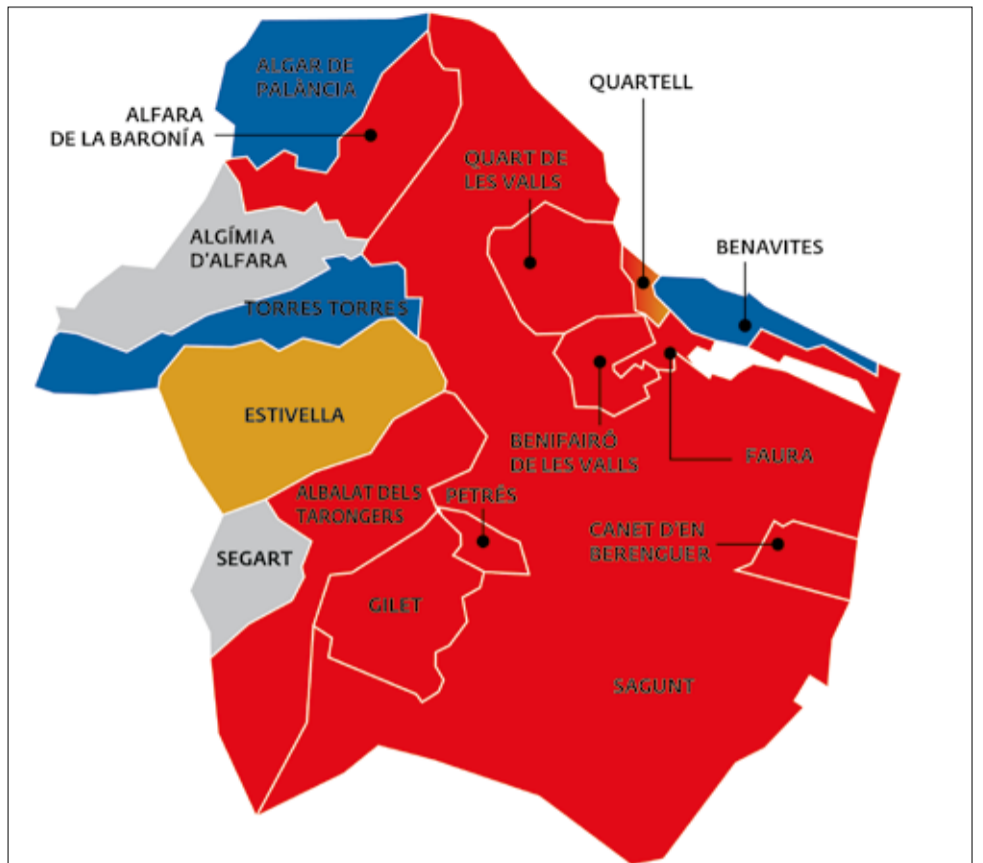 ALGAR DE
PALÀNCIA
QUARTELL
ALFARA
DE LA BARONÍA
QUART DE
LES VALLS
ALGÍMIA
D'ALFARA
BENAVITES
TORRES TORRES
ESTIVELLA
BENIFAIRÓ
DE LES VALLS
FAURA
ALBALAT DELS
TARONGERS
PETRÉS
CANET D'EN
BERENGUER
SEGART
GILET
SAGUNT